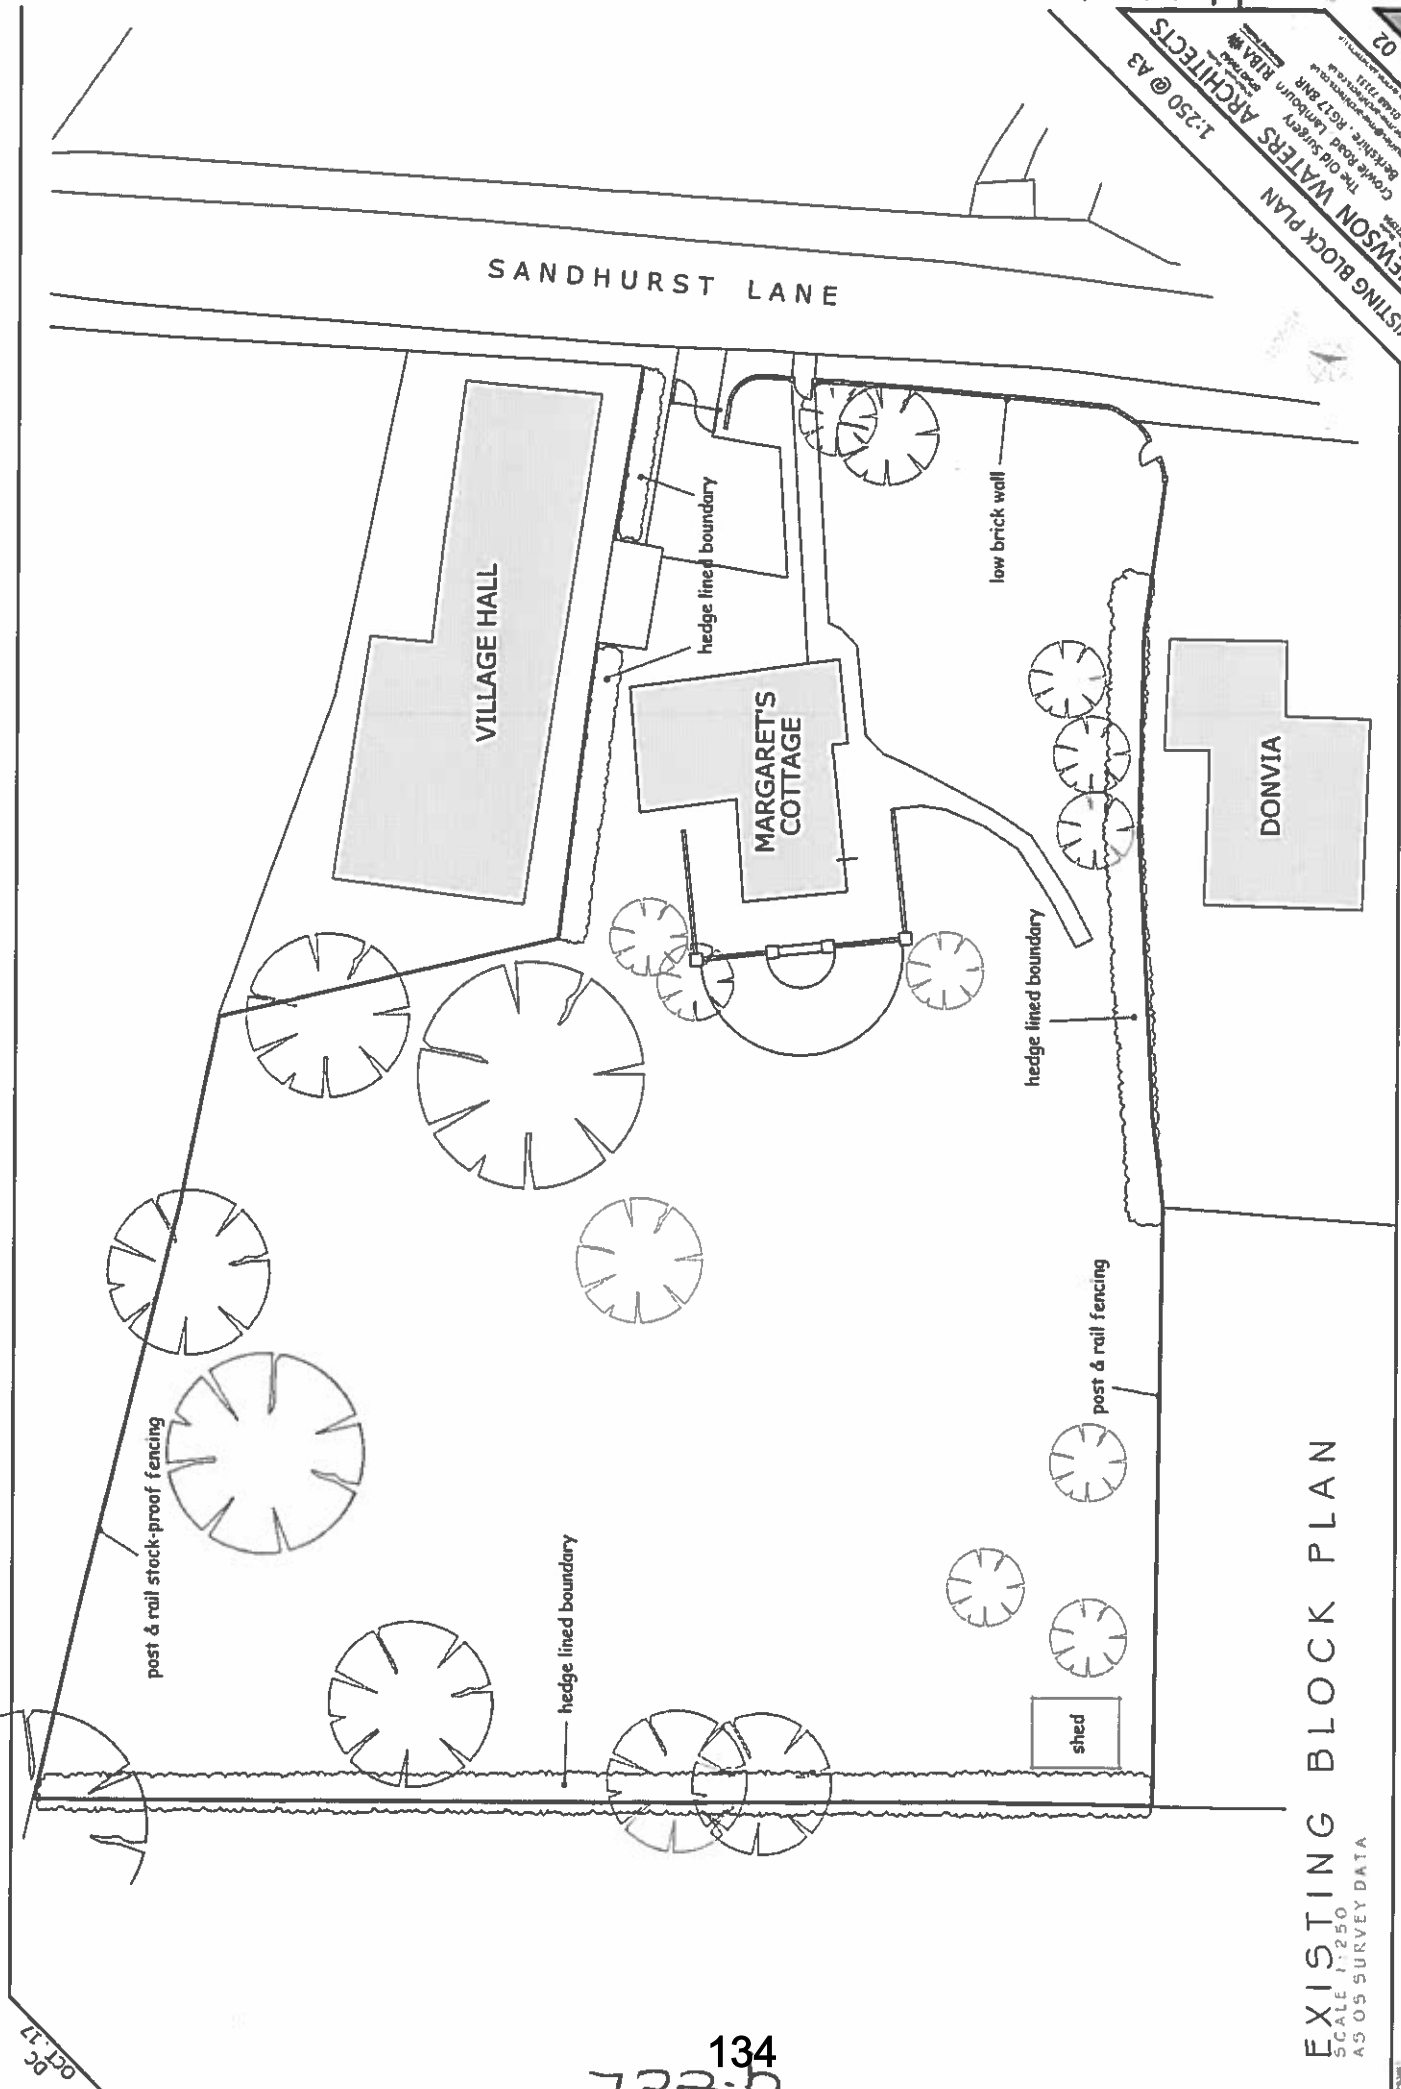 02
NEWSON WATERS ARCHITECTS
RIBA
The Old Surgery
Crowle Road Lambourn
Berkshire, RG17 8NR
1:250 @ A3
EXISTING BLOCK PLAN
SANDHURST LANE
VILLAGE HALL
hedge lined boundary
hedge lined boundary
MARGARET'S
COTTAGE
low brick wall
DONVIA
hedge lined boundary
post & rail fencing
post & rail stock-proof fencing
hedge lined boundary
shed
EXISTING BLOCK PLAN
SCALE 1:250
AS OS SURVEY DATA
DC
OCT. 17
134